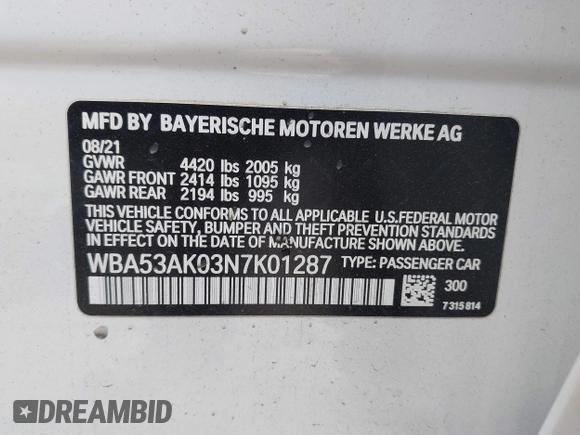 MFD BY BAYERISCHE MOTOREN WERKE AG
08/21
GVWR 4420 lbs 2005 kg
GAWR FRONT 2414 lbs 1095 kg
GAWR REAR 2194 lbs 995 kg
THIS VEHICLE CONFORMS TO ALL APPLICABLE U.S.FEDERAL MOTOR
VEHICLE SAFETY, BUMPER AND THEFT PREVENTION STANDARDS
IN EFFECT ON THE DATE OF MANUFACTURE SHOWN ABOVE.
WBA53AK03N7K01287 TYPE: PASSENGER CAR
300
7315814
DREAMBID